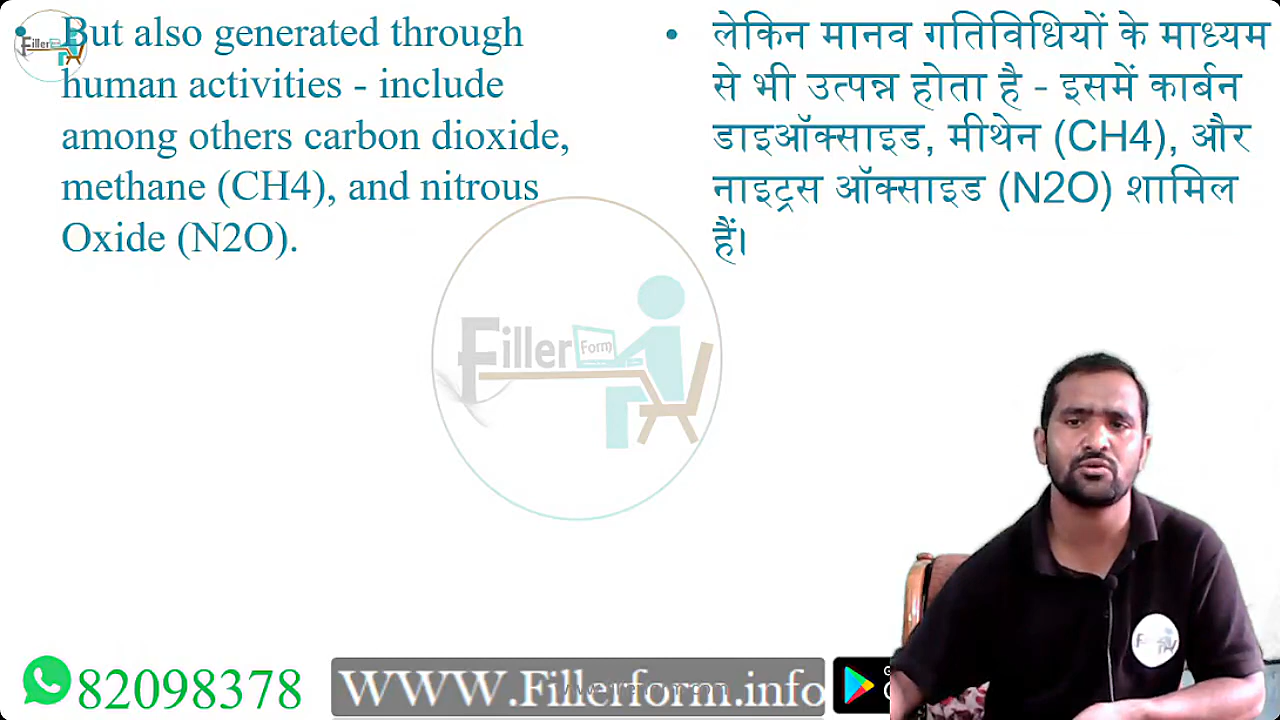 But also generated through
human activities - include
among others carbon dioxide,
methane (CH4), and nitrous
Oxide (N2O).
लेकिन मानव गतिविधियों के माध्यम
से भी उत्पन्न होता है - इसमें कार्बन
डाइऑक्साइड, मीथेन (CH4), और
नाइट्रस ऑक्साइड (N2O) शामिल
हैं।
Filler Form
82098378
WWW.Fillerform.info